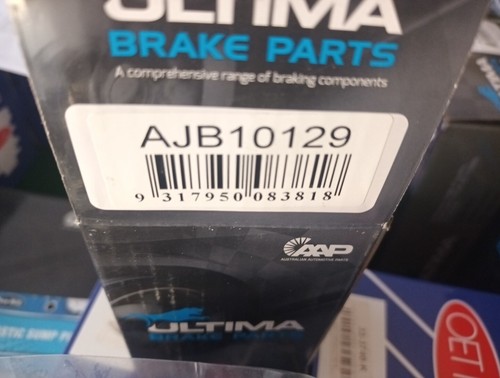 ULTIMA
BRAKE PARTS
A comprehensive range of braking components
AJB10129
9 317950 083818
AAP
AUSTRALIAN AUTOMOTIVE PARTS
ULTIMA
BRAKE PARTS
OET